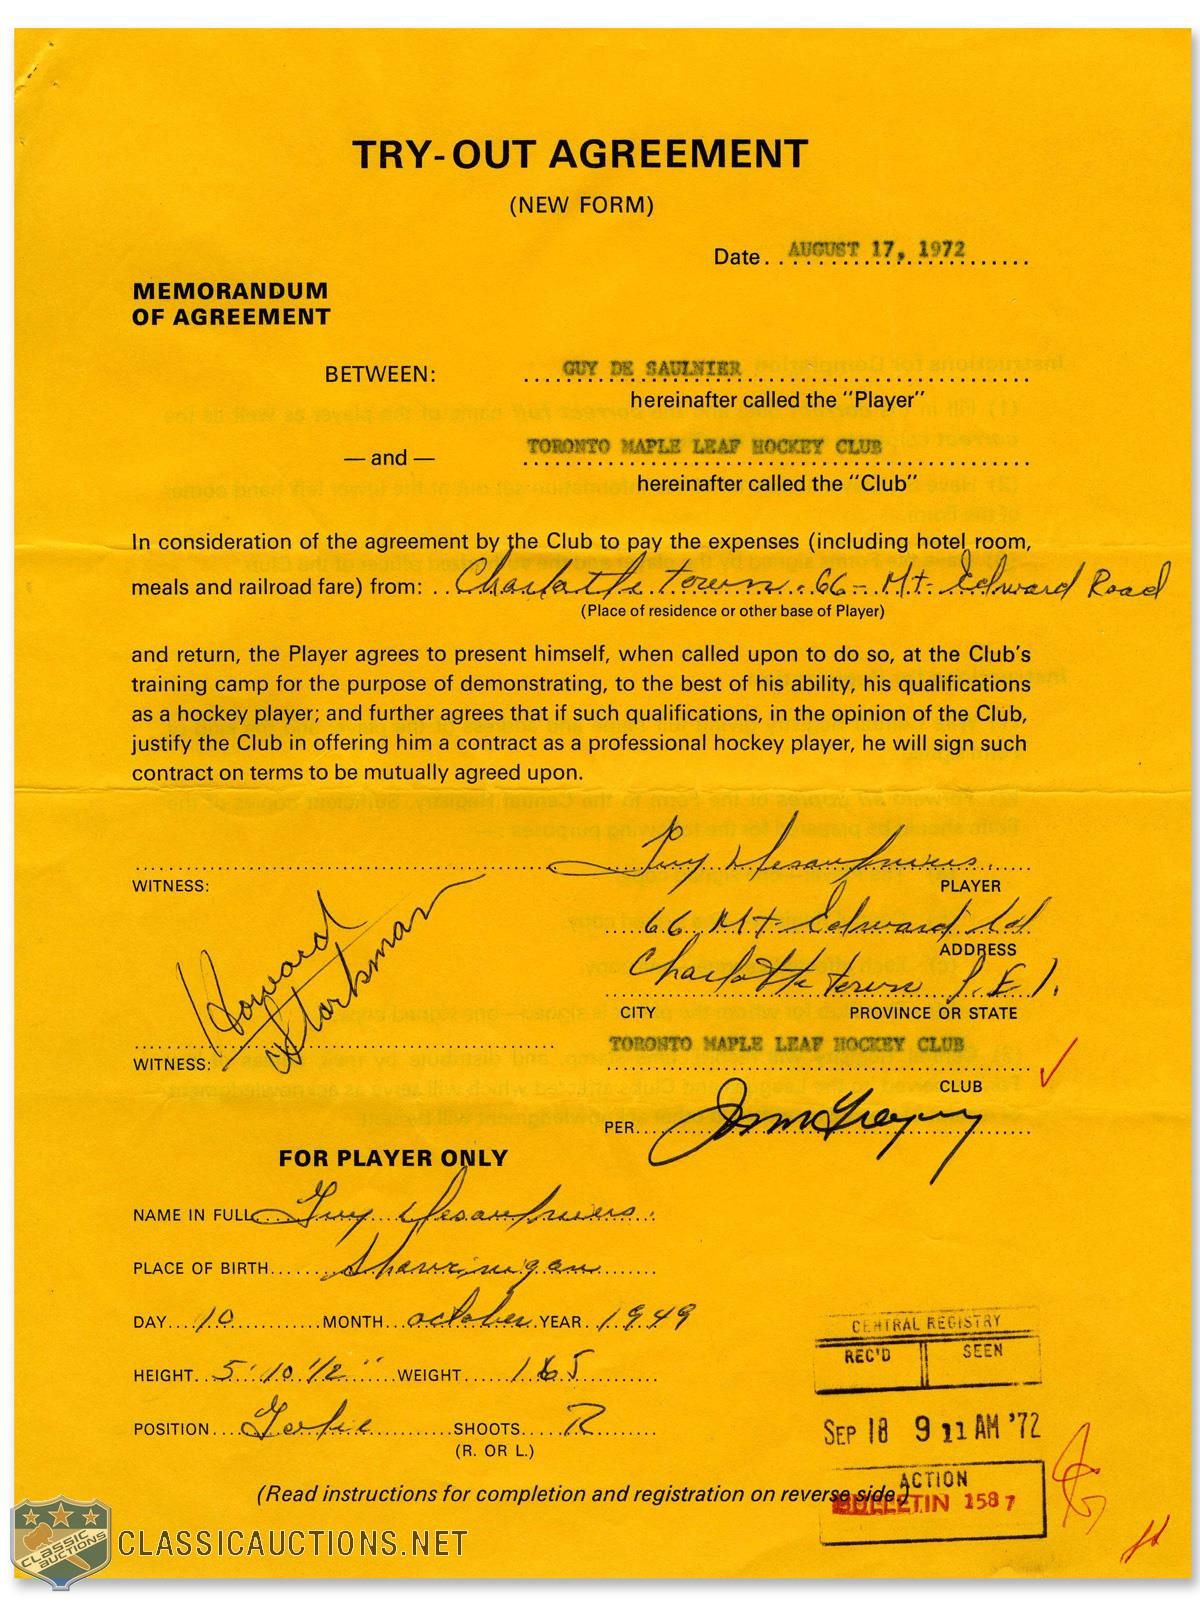 TRY-OUT AGREEMENT
(NEW FORM)
Date AUGUST 17, 1972
MEMORANDUM
OF AGREEMENT
BETWEEN: GUY DE SAULNIER
hereinafter called the "Player"
— and — TORONTO MAPLE LEAF HOCKEY CLUB
hereinafter called the "Club"
In consideration of the agreement by the Club to pay the expenses (including hotel room,
meals and railroad fare) from: Charlottetown 66 - Mt. Edward Road
(Place of residence or other base of Player)
and return, the Player agrees to present himself, when called upon to do so, at the Club's
training camp for the purpose of demonstrating, to the best of his ability, his qualifications
as a hockey player; and further agrees that if such qualifications, in the opinion of the Club,
justify the Club in offering him a contract as a professional hockey player, he will sign such
contract on terms to be mutually agreed upon.
Guy
WITNESS: PLAYER
66 Mt Edward Rd
ADDRESS
Charlottetown P.E.I.
CITY PROVINCE OR STATE
Howard Starkman
WITNESS:
TORONTO MAPLE LEAF HOCKEY CLUB
CLUB
PER Jim Gregory
FOR PLAYER ONLY
NAME IN FULL Guy
PLACE OF BIRTH Shawinigan
DAY 10 MONTH october YEAR 1949
HEIGHT 5'10 1/2" WEIGHT 165
POSITION Golie SHOOTS R
(R. OR L.)
(Read instructions for completion and registration on reverse side)
CENTRAL REGISTRY
REC'D SEEN
SEP 18 9 11 AM '72
ACTION
BULLETIN 1587
CLASSIC AUCTIONS
CLASSICAUCTIONS.NET